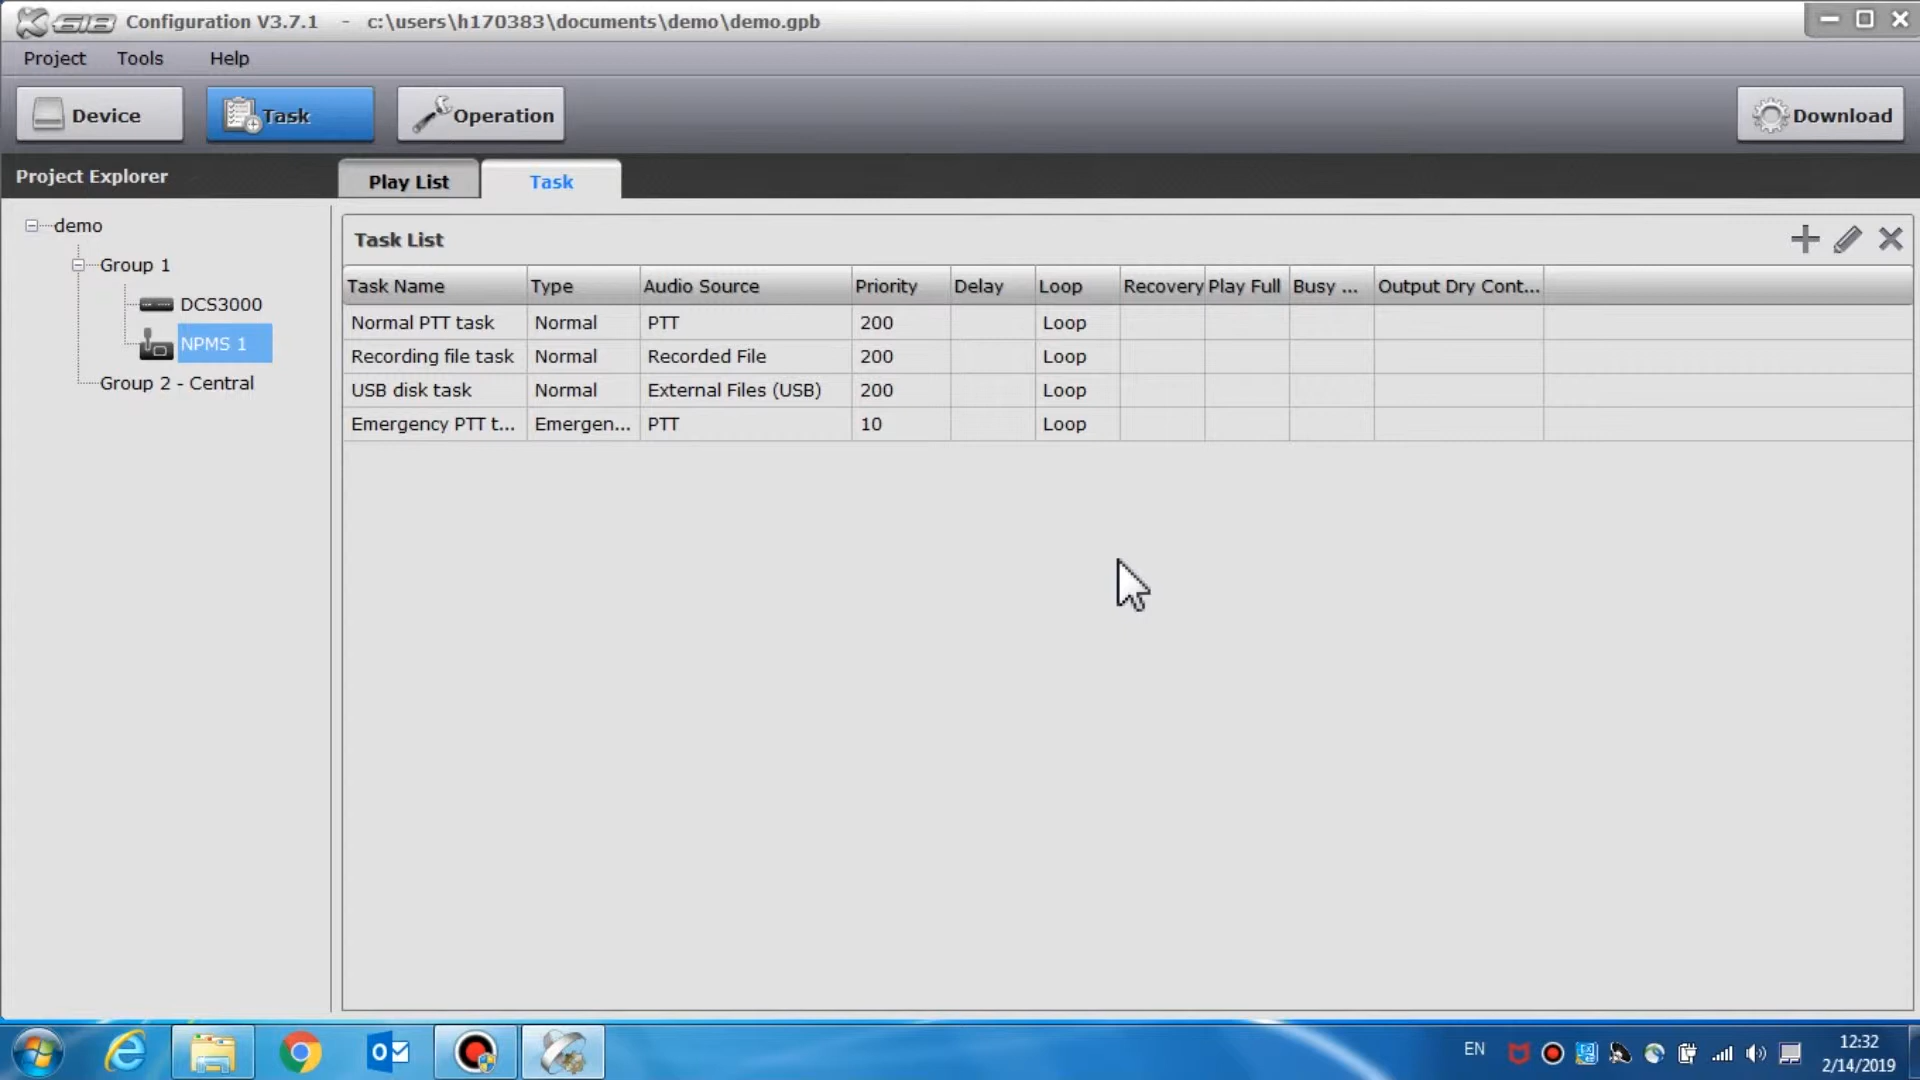 X-618 Configuration V3.7.1 - c:\users\h170383\documents\demo\demo.gpb
Project Tools Help
Device Task Operation Download
Project Explorer Play List Task
demo
Group 1
DCS3000
NPMS 1
Group 2 - Central
Task List
Task Name Type Audio Source Priority Delay Loop Recovery Play Full Busy ... Output Dry Cont...
Normal PTT task Normal PTT 200 Loop
Recording file task Normal Recorded File 200 Loop
USB disk task Normal External Files (USB) 200 Loop
Emergency PTT t... Emergen... PTT 10 Loop
EN 12:32
2/14/2019